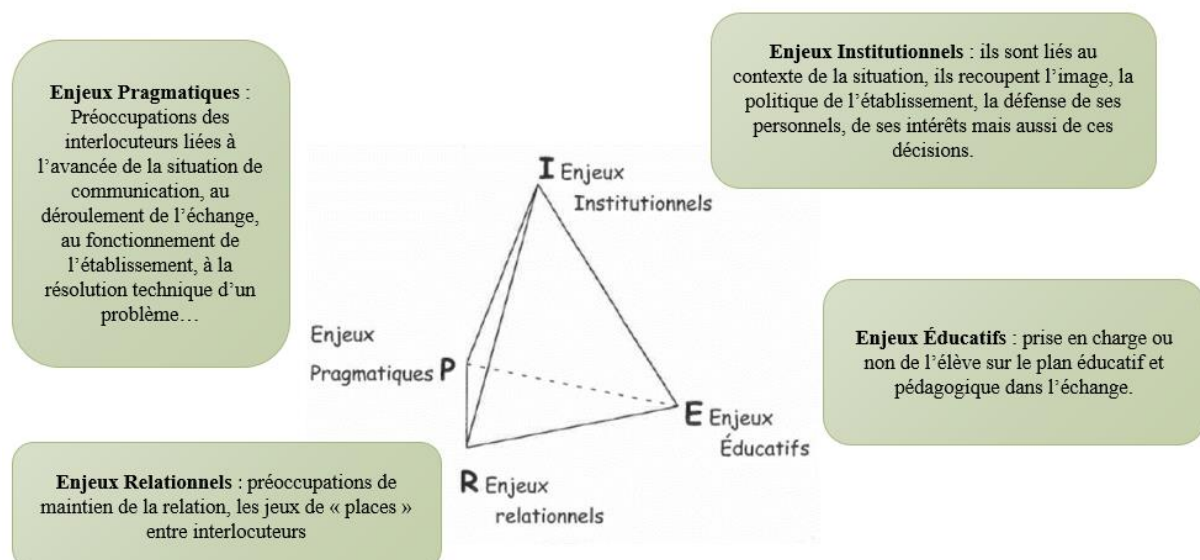 Enjeux Pragmatiques :
Préoccupations des
interlocuteurs liées à
l’avancée de la situation de
communication, au
déroulement de l’échange,
au fonctionnement de
l’établissement, à la
résolution technique d’un
problème…
Enjeux Institutionnels : ils sont liés au
contexte de la situation, ils recoupent l’image, la
politique de l’établissement, la défense de ses
personnels, de ses intérêts mais aussi de ces
décisions.
I Enjeux
Institutionnels
Enjeux
Pragmatiques P
E Enjeux
Éducatifs
R Enjeux
relationnels
Enjeux Éducatifs : prise en charge ou
non de l’élève sur le plan éducatif et
pédagogique dans l’échange.
Enjeux Relationnels : préoccupations de
maintien de la relation, les jeux de « places »
entre interlocuteurs